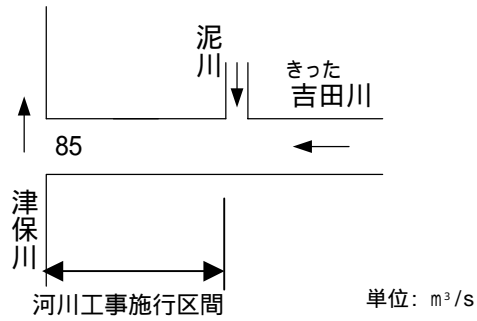 泥川
きった
吉田川
85
津保川
河川工事施行区間
単位：m³/s